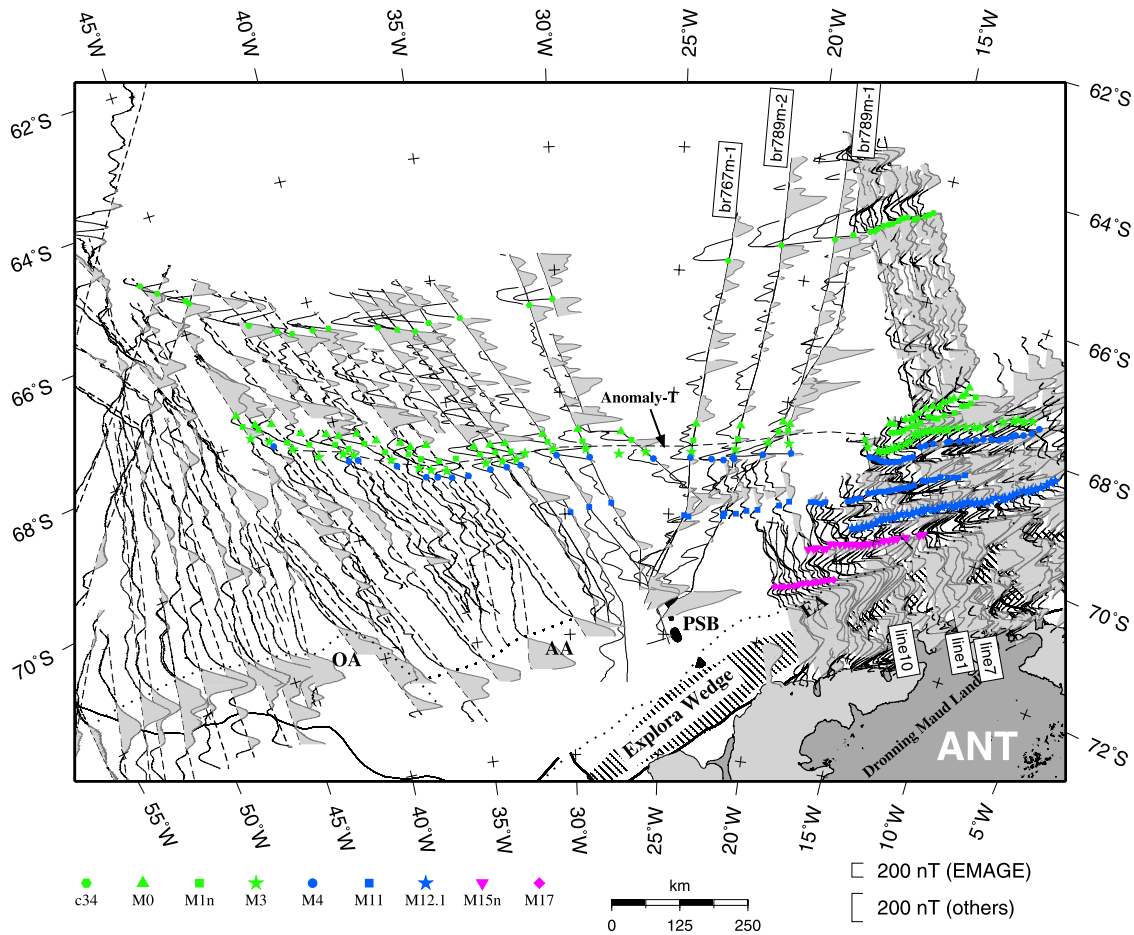 45°W
40°W
35°W
30°W
25°W
20°W
15°W
62°S
62°S
64°S
64°S
66°S
66°S
68°S
68°S
70°S
70°S
72°S
br767m-1
br789m-2
br789m-1
Anomaly-T
PSB
EA
OA
AA
Explora Wedge
line10
line1
line7
Dronning Maud Land
ANT
55°W
50°W
45°W
40°W
35°W
30°W
25°W
20°W
15°W
10°W
5°W
c34
M0
M1n
M3
M4
M11
M12.1
M15n
M17
km
0
125
250
200 nT (EMAGE)
200 nT (others)